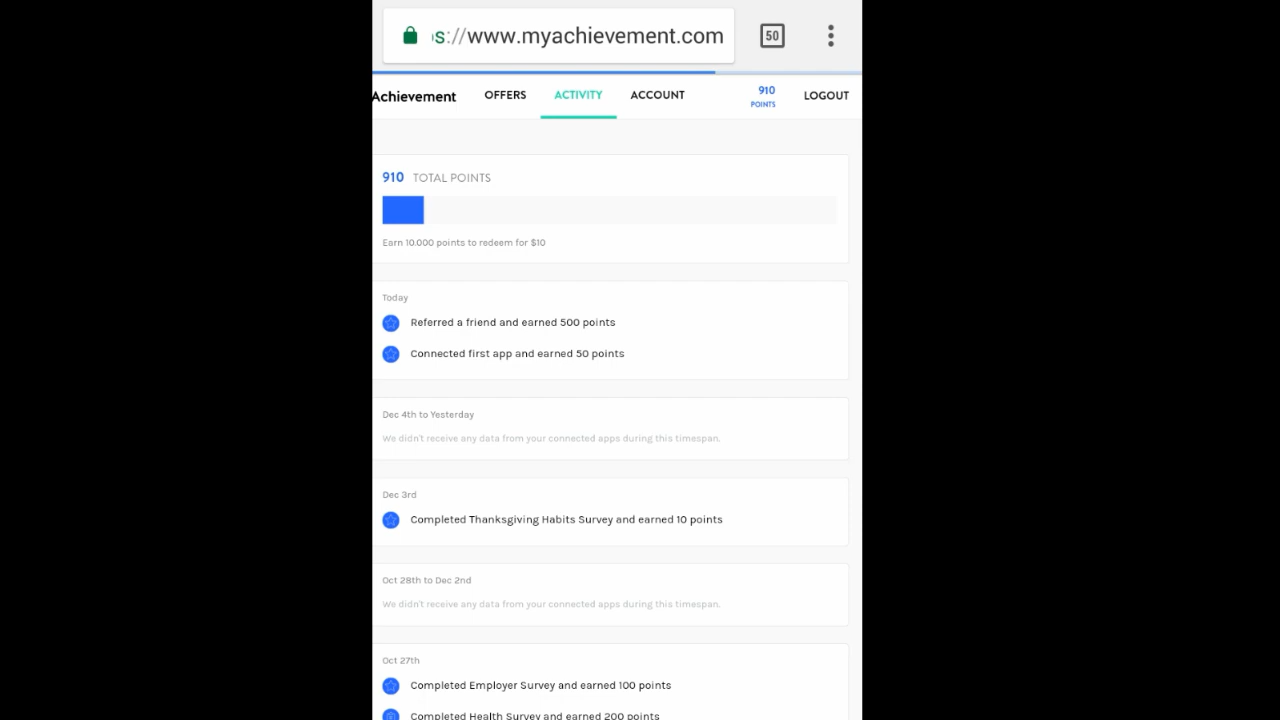 s://www.myachievement.com
50
Achievement
OFFERS
ACTIVITY
ACCOUNT
910
POINTS
LOGOUT
910 TOTAL POINTS
Earn 10,000 points to redeem for $10
Today
Referred a friend and earned 500 points
Connected first app and earned 50 points
Dec 4th to Yesterday
We didn't receive any data from your connected apps during this timespan.
Dec 3rd
Completed Thanksgiving Habits Survey and earned 10 points
Oct 28th to Dec 2nd
We didn't receive any data from your connected apps during this timespan.
Oct 27th
Completed Employer Survey and earned 100 points
Completed Health Survey and earned 200 points